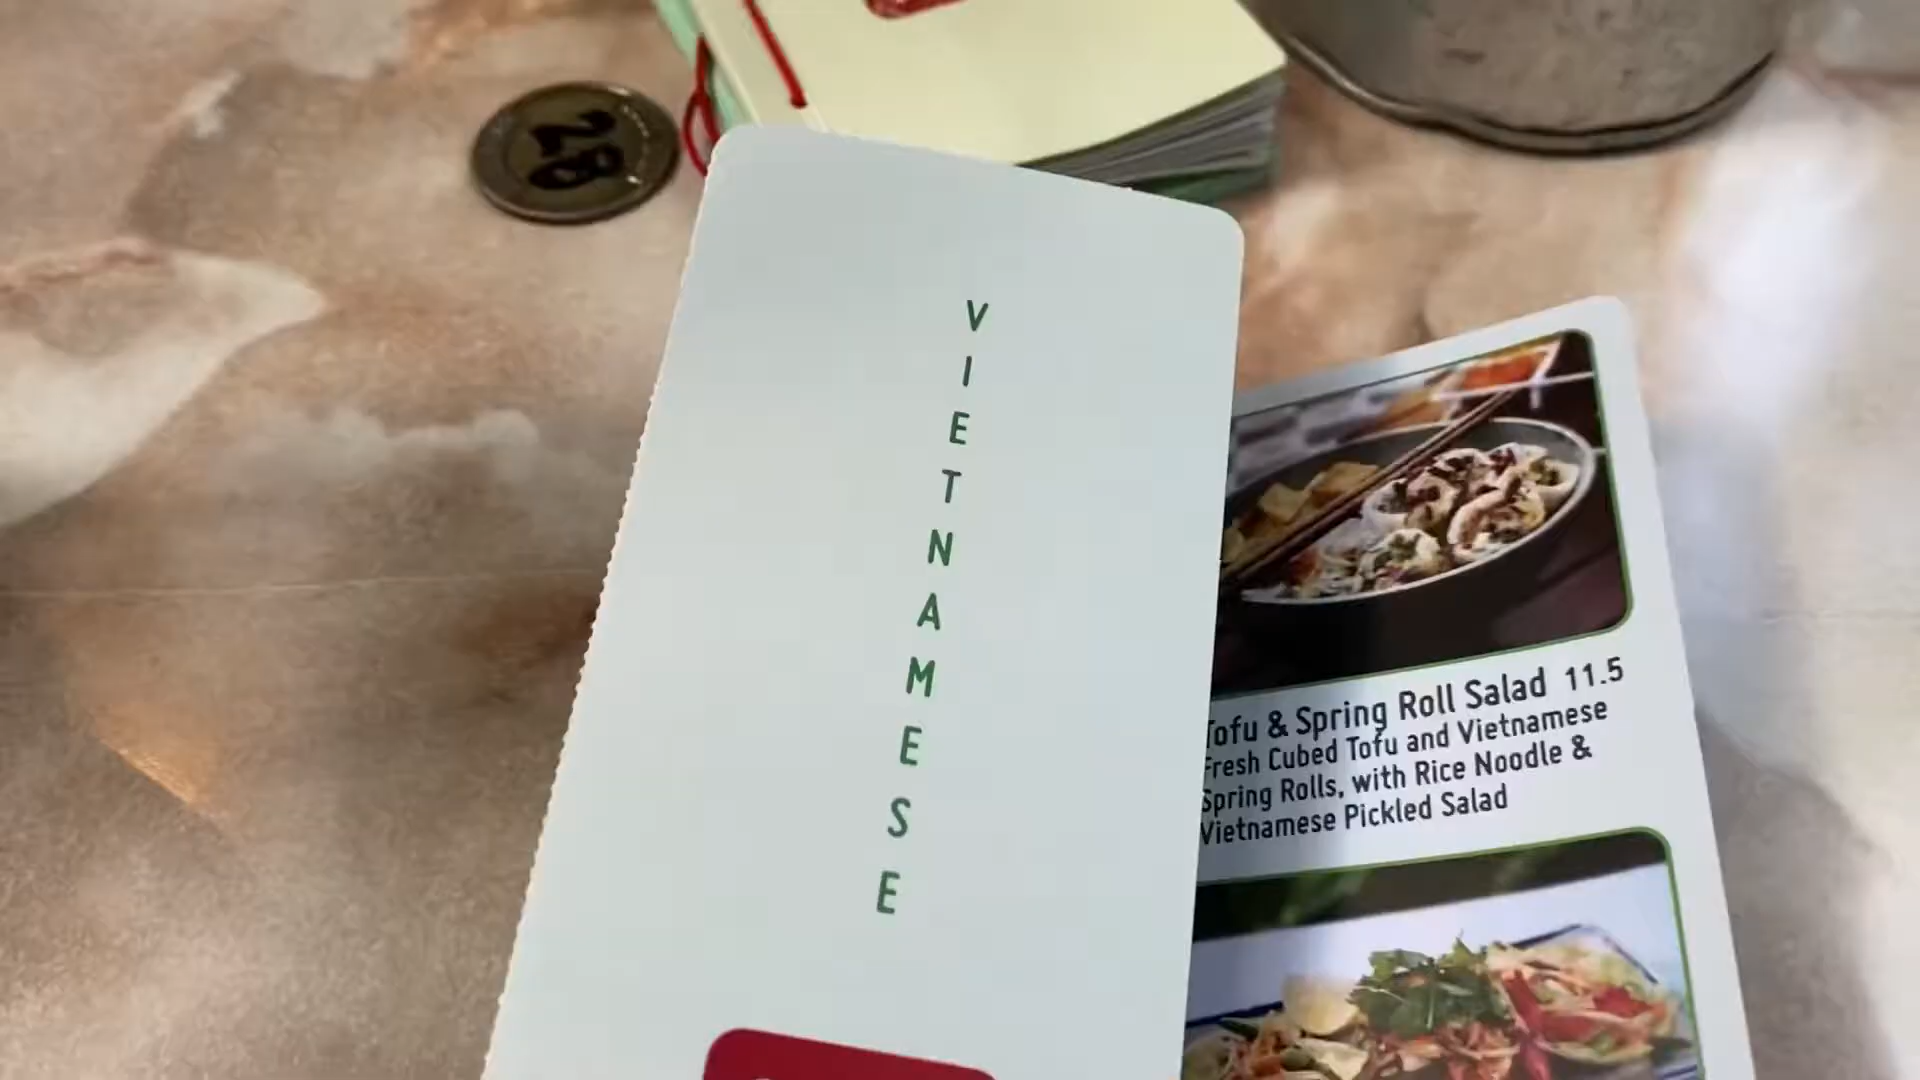 28
VIETNAMESE
Tofu & Spring Roll Salad 11.5
Fresh Cubed Tofu and Vietnamese
Spring Rolls, with Rice Noodle &
Vietnamese Pickled Salad